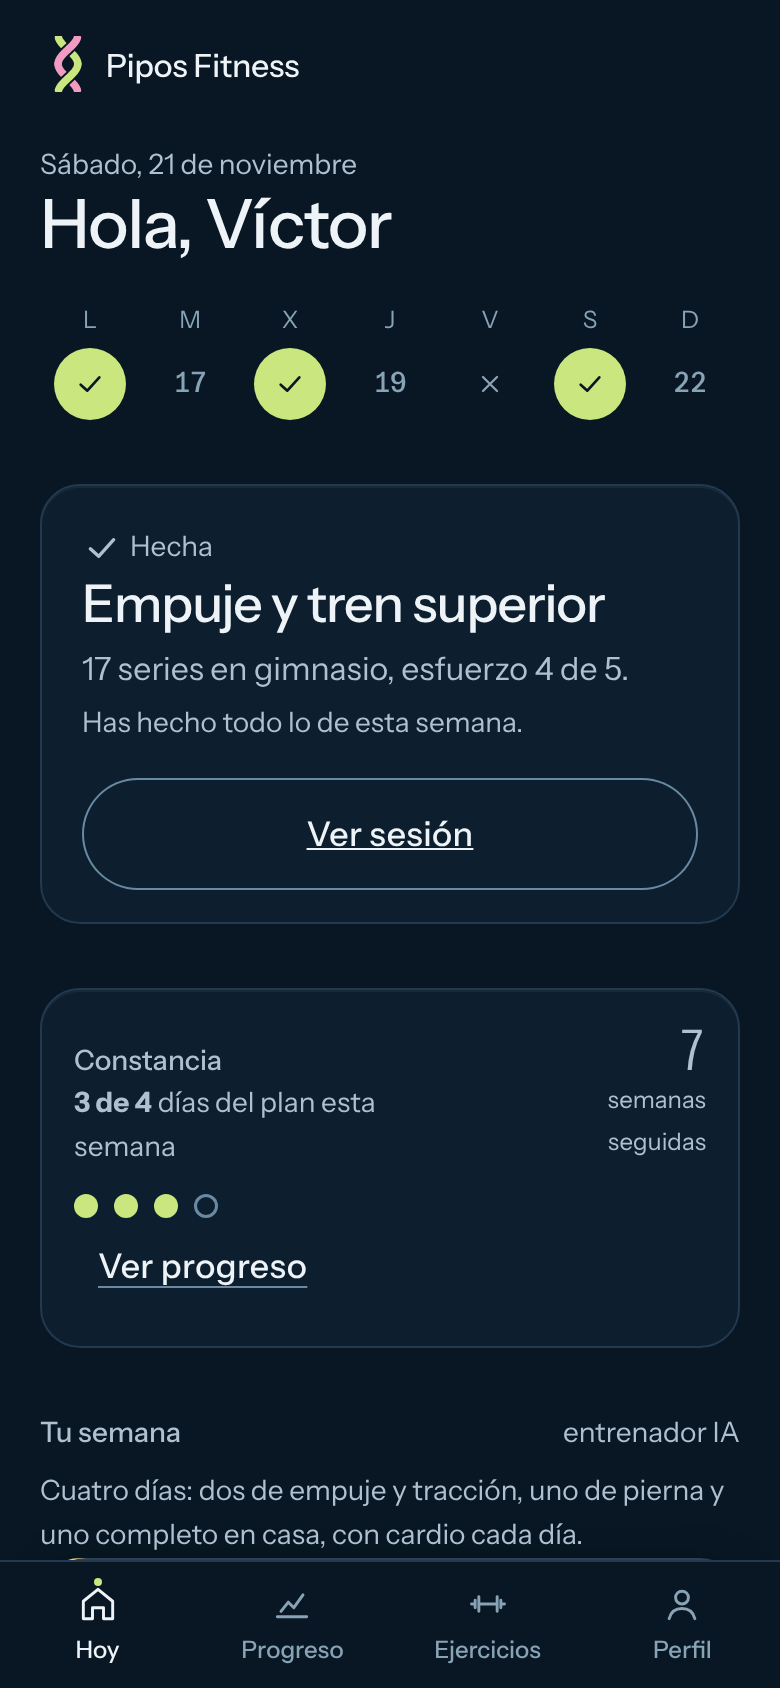 Pipos Fitness
Sábado, 21 de noviembre
Hola, Víctor
L M X J V S D
17 19 22
Hecha
Empuje y tren superior
17 series en gimnasio, esfuerzo 4 de 5.
Has hecho todo lo de esta semana.
Ver sesión
Constancia
3 de 4 días del plan esta
semana
7
semanas
seguidas
Ver progreso
Tu semana
entrenador IA
Cuatro días: dos de empuje y tracción, uno de pierna y
uno completo en casa, con cardio cada día.
Hoy
Progreso
Ejercicios
Perfil